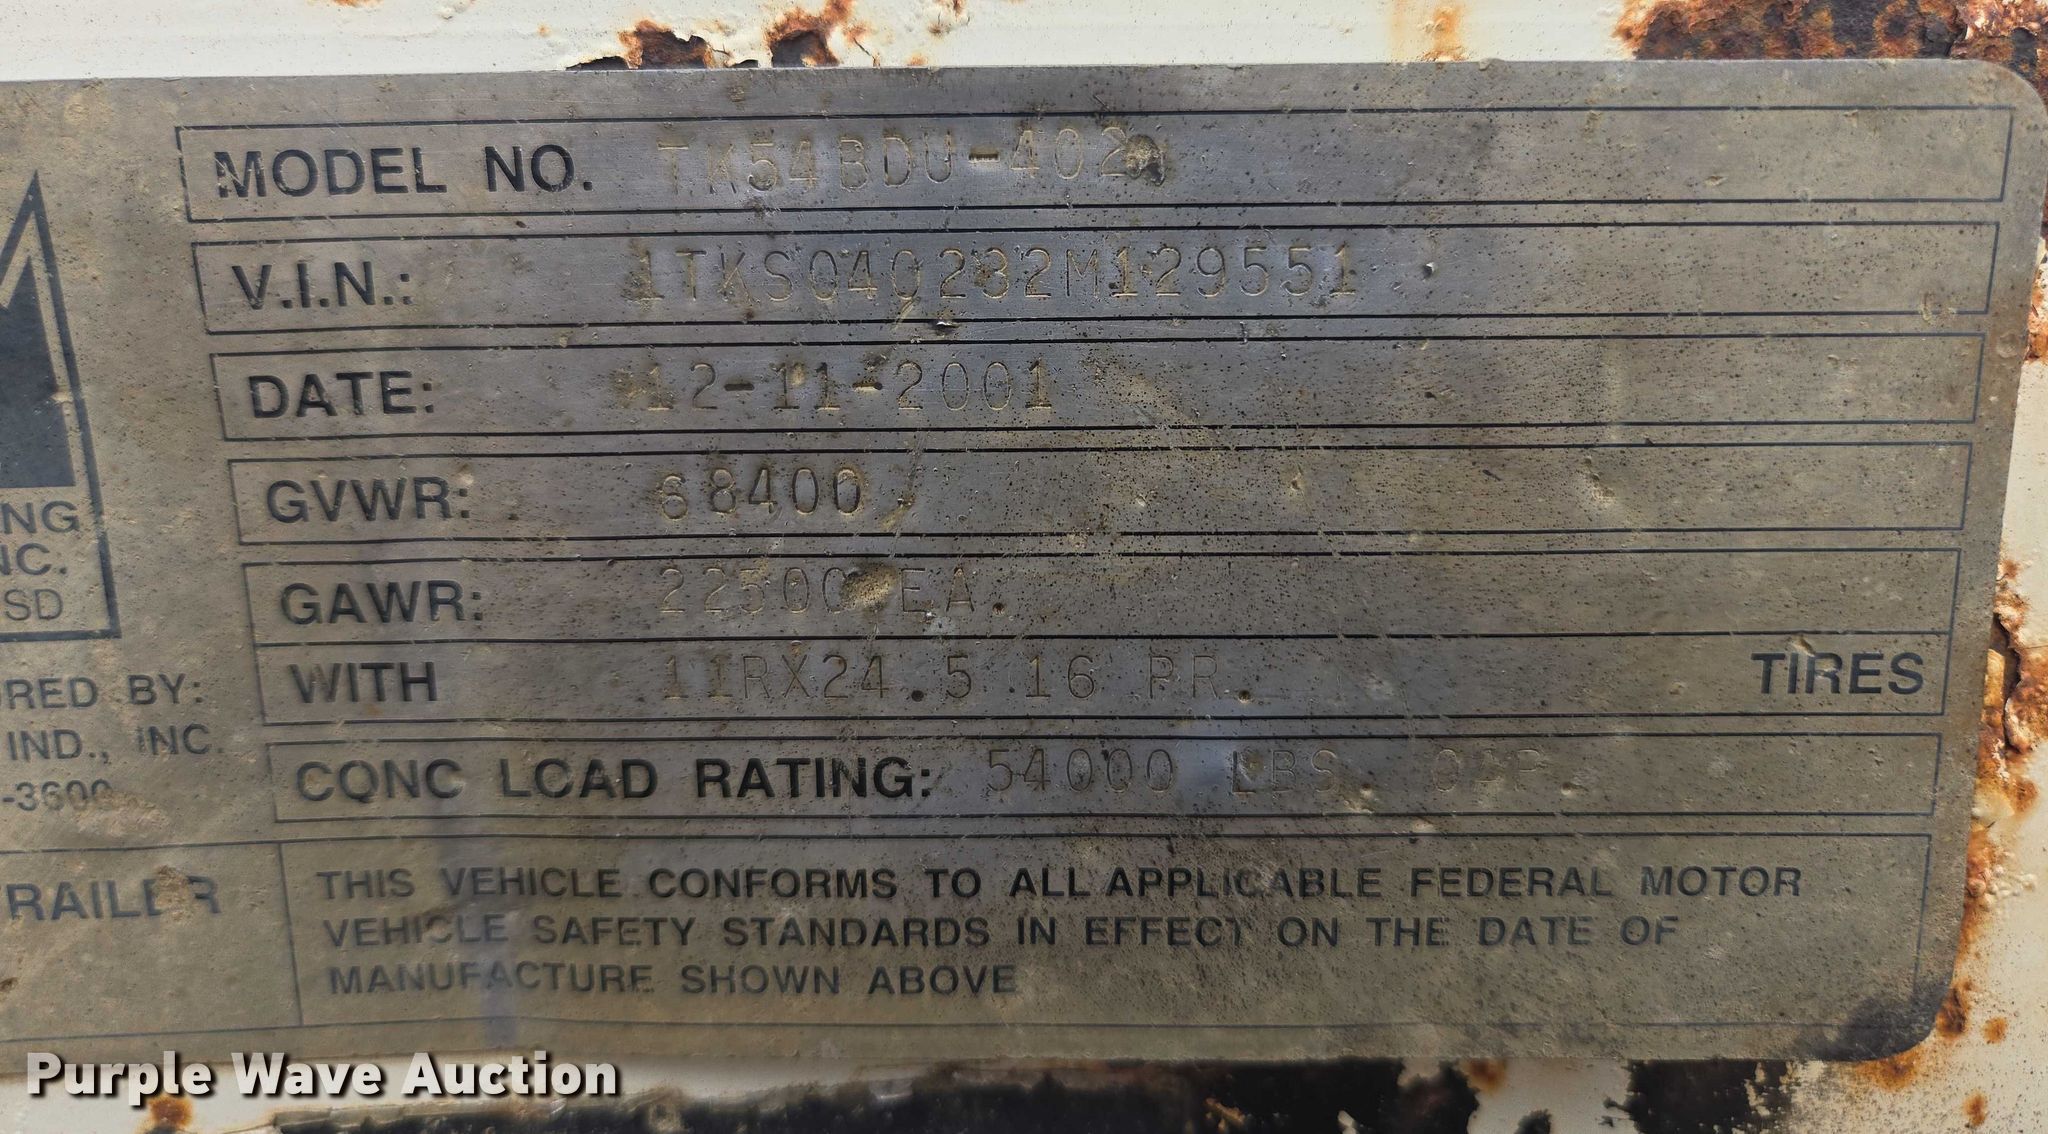 MODEL NO. TK54BDU-402
V.I.N.: 1TKS040232M129551
DATE: 12-11-2001
GVWR: 68400
GAWR: 22500 EA.
WITH 11RX24.5 16 PR. TIRES
CONC LOAD RATING: 54000 LBS. CAP.
NG
NC.
SD
RED BY:
IND., INC.
-3600
TRAILER
THIS VEHICLE CONFORMS TO ALL APPLICABLE FEDERAL MOTOR
VEHICLE SAFETY STANDARDS IN EFFECT ON THE DATE OF
MANUFACTURE SHOWN ABOVE
Purple Wave Auction